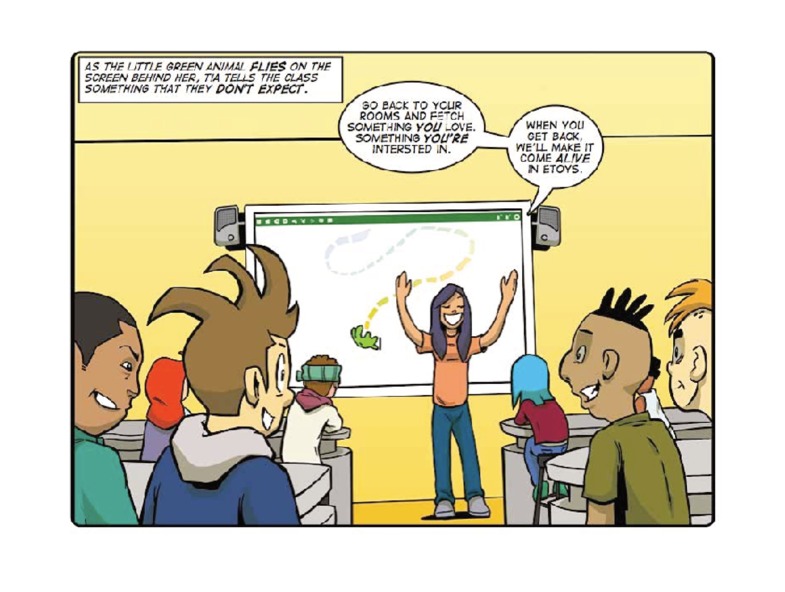 AS THE LITTLE GREEN ANIMAL FLIES ON THE
SCREEN BEHIND HER, TIA TELLS THE CLASS
SOMETHING THAT THEY DON'T EXPECT.
GO BACK TO YOUR
ROOMS AND FETCH
SOMETHING YOU LOVE.
SOMETHING YOU'RE
INTERSTED IN.
WHEN YOU
GET BACK,
WE'LL MAKE IT
COME ALIVE
IN ETOYS.